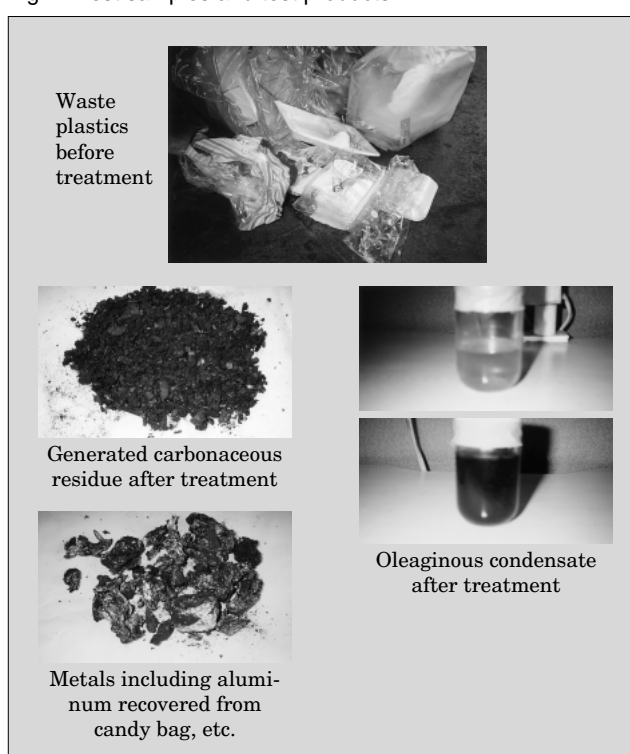 Waste
plastics
before
treatment
Generated carbonaceous
residue after treatment
Oleaginous condensate
after treatment
Metals including alumi-
num recovered from
candy bag, etc.